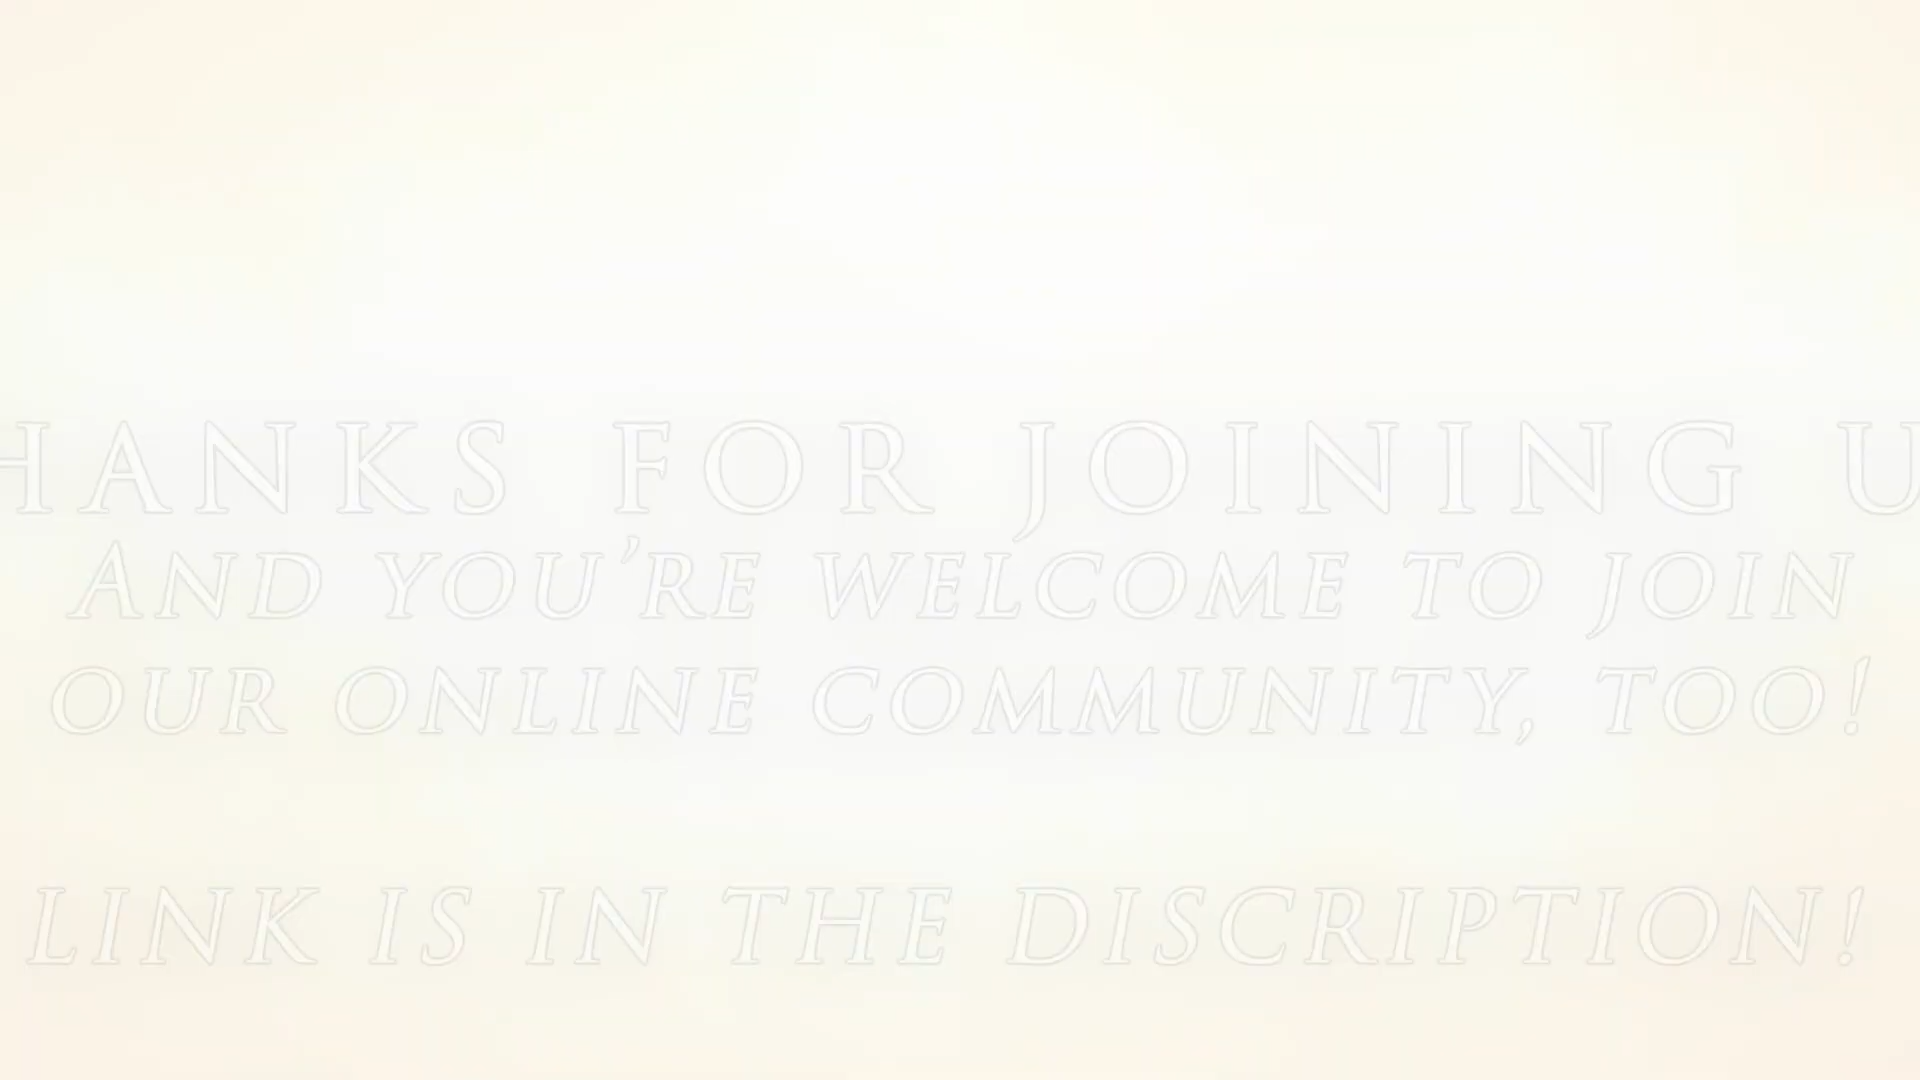 HANKS FOR JOINING U
AND YOU'RE WELCOME TO JOIN
OUR ONLINE COMMUNITY, TOO!
LINK IS IN THE DISCRIPTION!